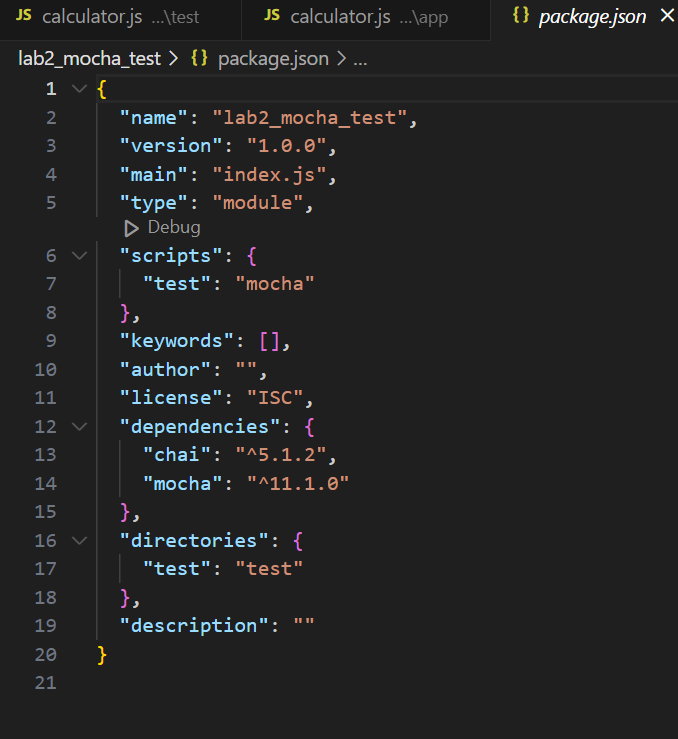 JS calculator.js ...\test
JS calculator.js ...\app
{} package.json ×
lab2_mocha_test > {} package.json > ...
1 {
2 "name": "lab2_mocha_test",
3 "version": "1.0.0",
4 "main": "index.js",
5 "type": "module",
Debug
6 "scripts": {
7 "test": "mocha"
8 },
9 "keywords": [],
10 "author": "",
11 "license": "ISC",
12 "dependencies": {
13 "chai": "^5.1.2",
14 "mocha": "^11.1.0"
15 },
16 "directories": {
17 "test": "test"
18 },
19 "description": ""
20 }
21